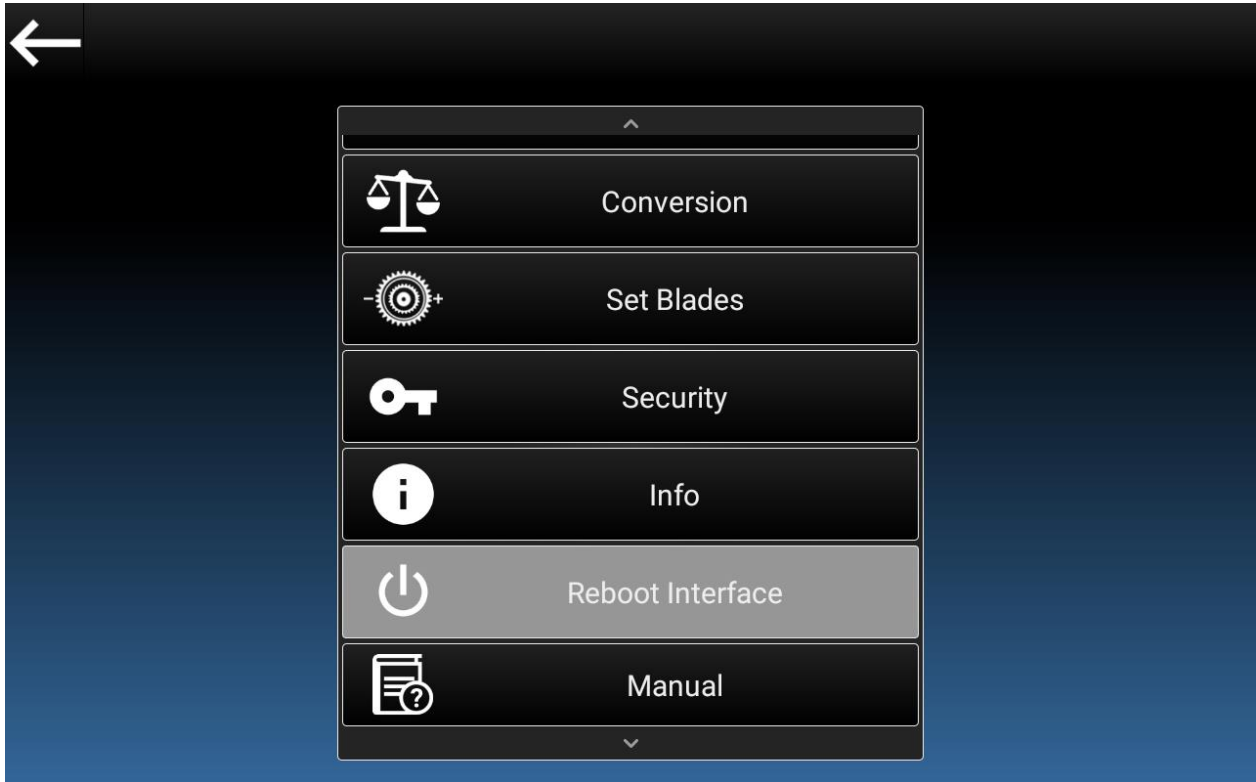 Conversion
Set Blades
Security
Info
Reboot Interface
Manual